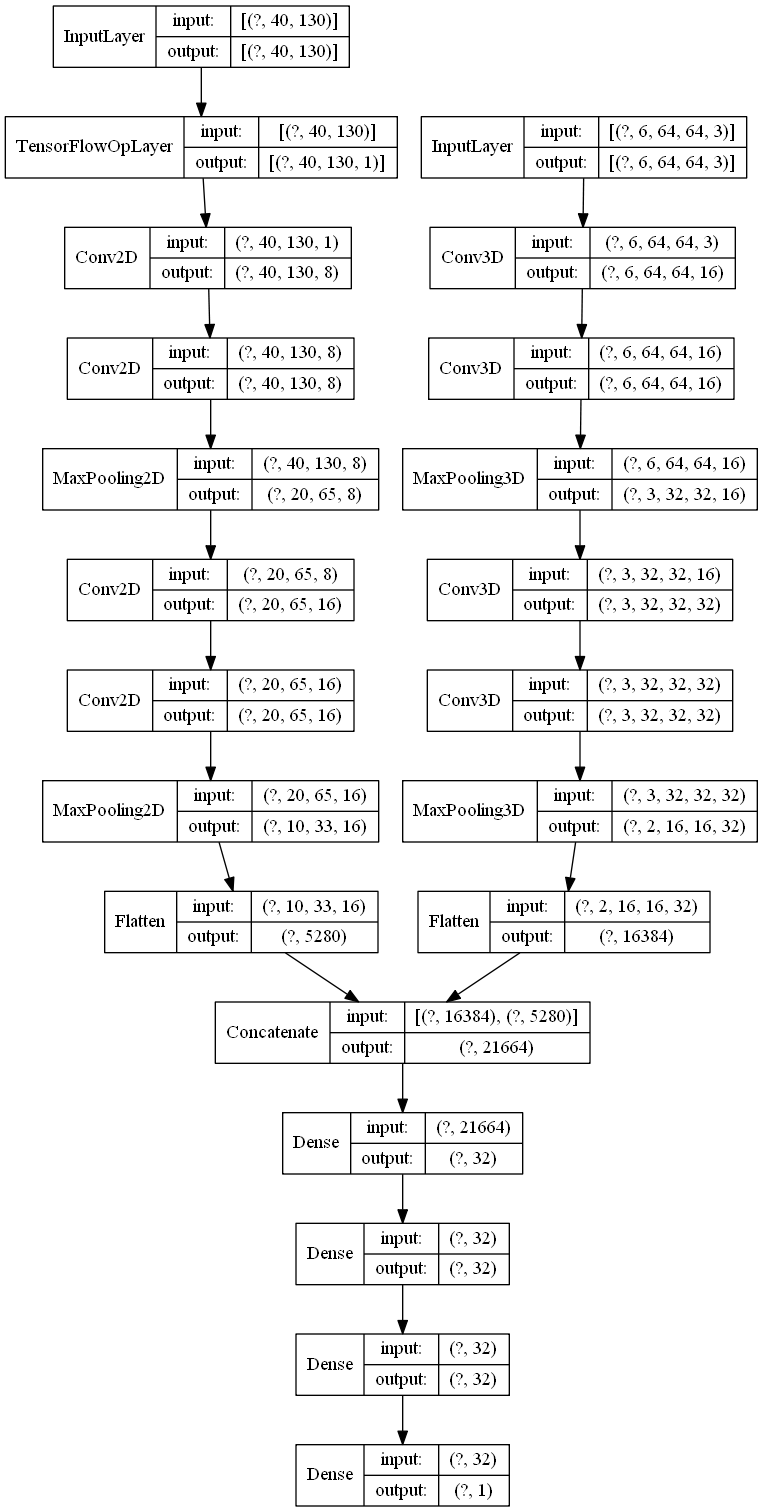 InputLayer
input: [(?, 40, 130)]
output: [(?, 40, 130)]
TensorFlowOpLayer
input: [(?, 40, 130)]
output: [(?, 40, 130, 1)]
InputLayer
input: [(?, 6, 64, 64, 3)]
output: [(?, 6, 64, 64, 3)]
Conv2D
input: (?, 40, 130, 1)
output: (?, 40, 130, 8)
Conv3D
input: (?, 6, 64, 64, 3)
output: (?, 6, 64, 64, 16)
Conv2D
input: (?, 40, 130, 8)
output: (?, 40, 130, 8)
Conv3D
input: (?, 6, 64, 64, 16)
output: (?, 6, 64, 64, 16)
MaxPooling2D
input: (?, 40, 130, 8)
output: (?, 20, 65, 8)
MaxPooling3D
input: (?, 6, 64, 64, 16)
output: (?, 3, 32, 32, 16)
Conv2D
input: (?, 20, 65, 8)
output: (?, 20, 65, 16)
Conv3D
input: (?, 3, 32, 32, 16)
output: (?, 3, 32, 32, 32)
Conv2D
input: (?, 20, 65, 16)
output: (?, 20, 65, 16)
Conv3D
input: (?, 3, 32, 32, 32)
output: (?, 3, 32, 32, 32)
MaxPooling2D
input: (?, 20, 65, 16)
output: (?, 10, 33, 16)
MaxPooling3D
input: (?, 3, 32, 32, 32)
output: (?, 2, 16, 16, 32)
Flatten
input: (?, 10, 33, 16)
output: (?, 5280)
Flatten
input: (?, 2, 16, 16, 32)
output: (?, 16384)
Concatenate
input: [(?, 16384), (?, 5280)]
output: (?, 21664)
Dense
input: (?, 21664)
output: (?, 32)
Dense
input: (?, 32)
output: (?, 32)
Dense
input: (?, 32)
output: (?, 32)
Dense
input: (?, 32)
output: (?, 1)